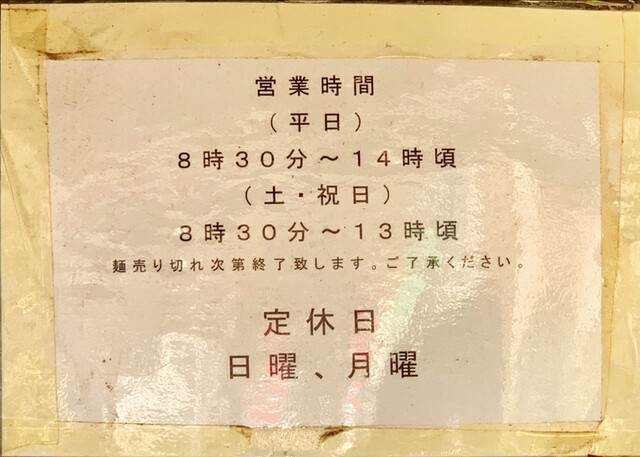 営業時間
(平日)
8時30分～14時頃
(土・祝日)
8時30分～13時頃
麺売り切れ次第終了致します。ご了承ください。
定休日
日曜、月曜